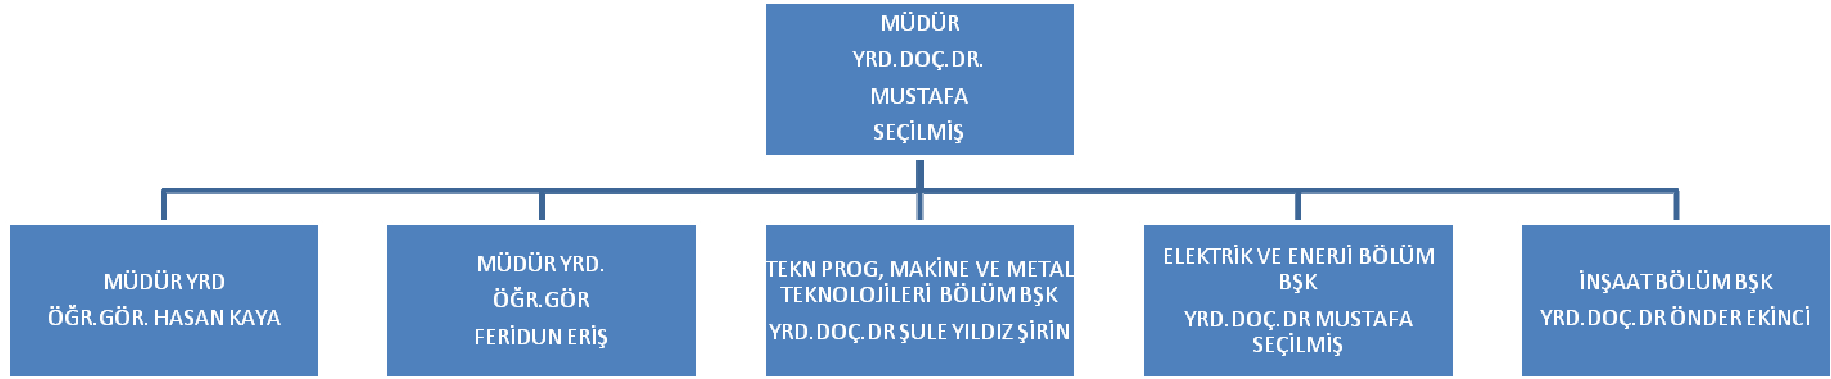 MÜDÜR
YRD.DOÇ.DR.
MUSTAFA
SEÇİLMİŞ
MÜDÜR YRD
ÖĞR.GÖR. HASAN KAYA
MÜDÜR YRD.
ÖĞR.GÖR
FERİDUN ERİŞ
TEKN PROG, MAKİNE VE METAL
TEKNOLOJİLERİ BÖLÜM BŞK
YRD.DOÇ.DR ŞULE YILDIZ ŞİRİN
ELEKTRİK VE ENERJİ BÖLÜM
BŞK
YRD.DOÇ.DR MUSTAFA
SEÇİLMİŞ
İNŞAAT BÖLÜM BŞK
YRD.DOÇ.DR ÖNDER EKİNCİ